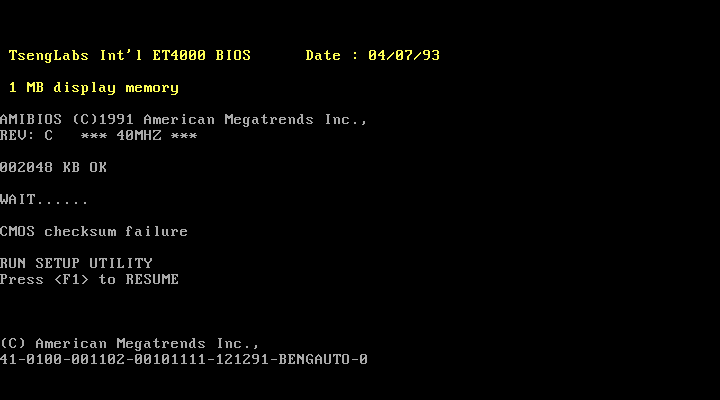 TsengLabs Int'l ET4000 BIOS Date : 04/07/93
1 MB display memory
AMIBIOS (C)1991 American Megatrends Inc.,
REV: C *** 40MHZ ***
002048 KB OK
WAIT......
CMOS checksum failure
RUN SETUP UTILITY
Press <F1> to RESUME
(C) American Megatrends Inc.,
41-0100-001102-00101111-121291-BENGAUTO-0